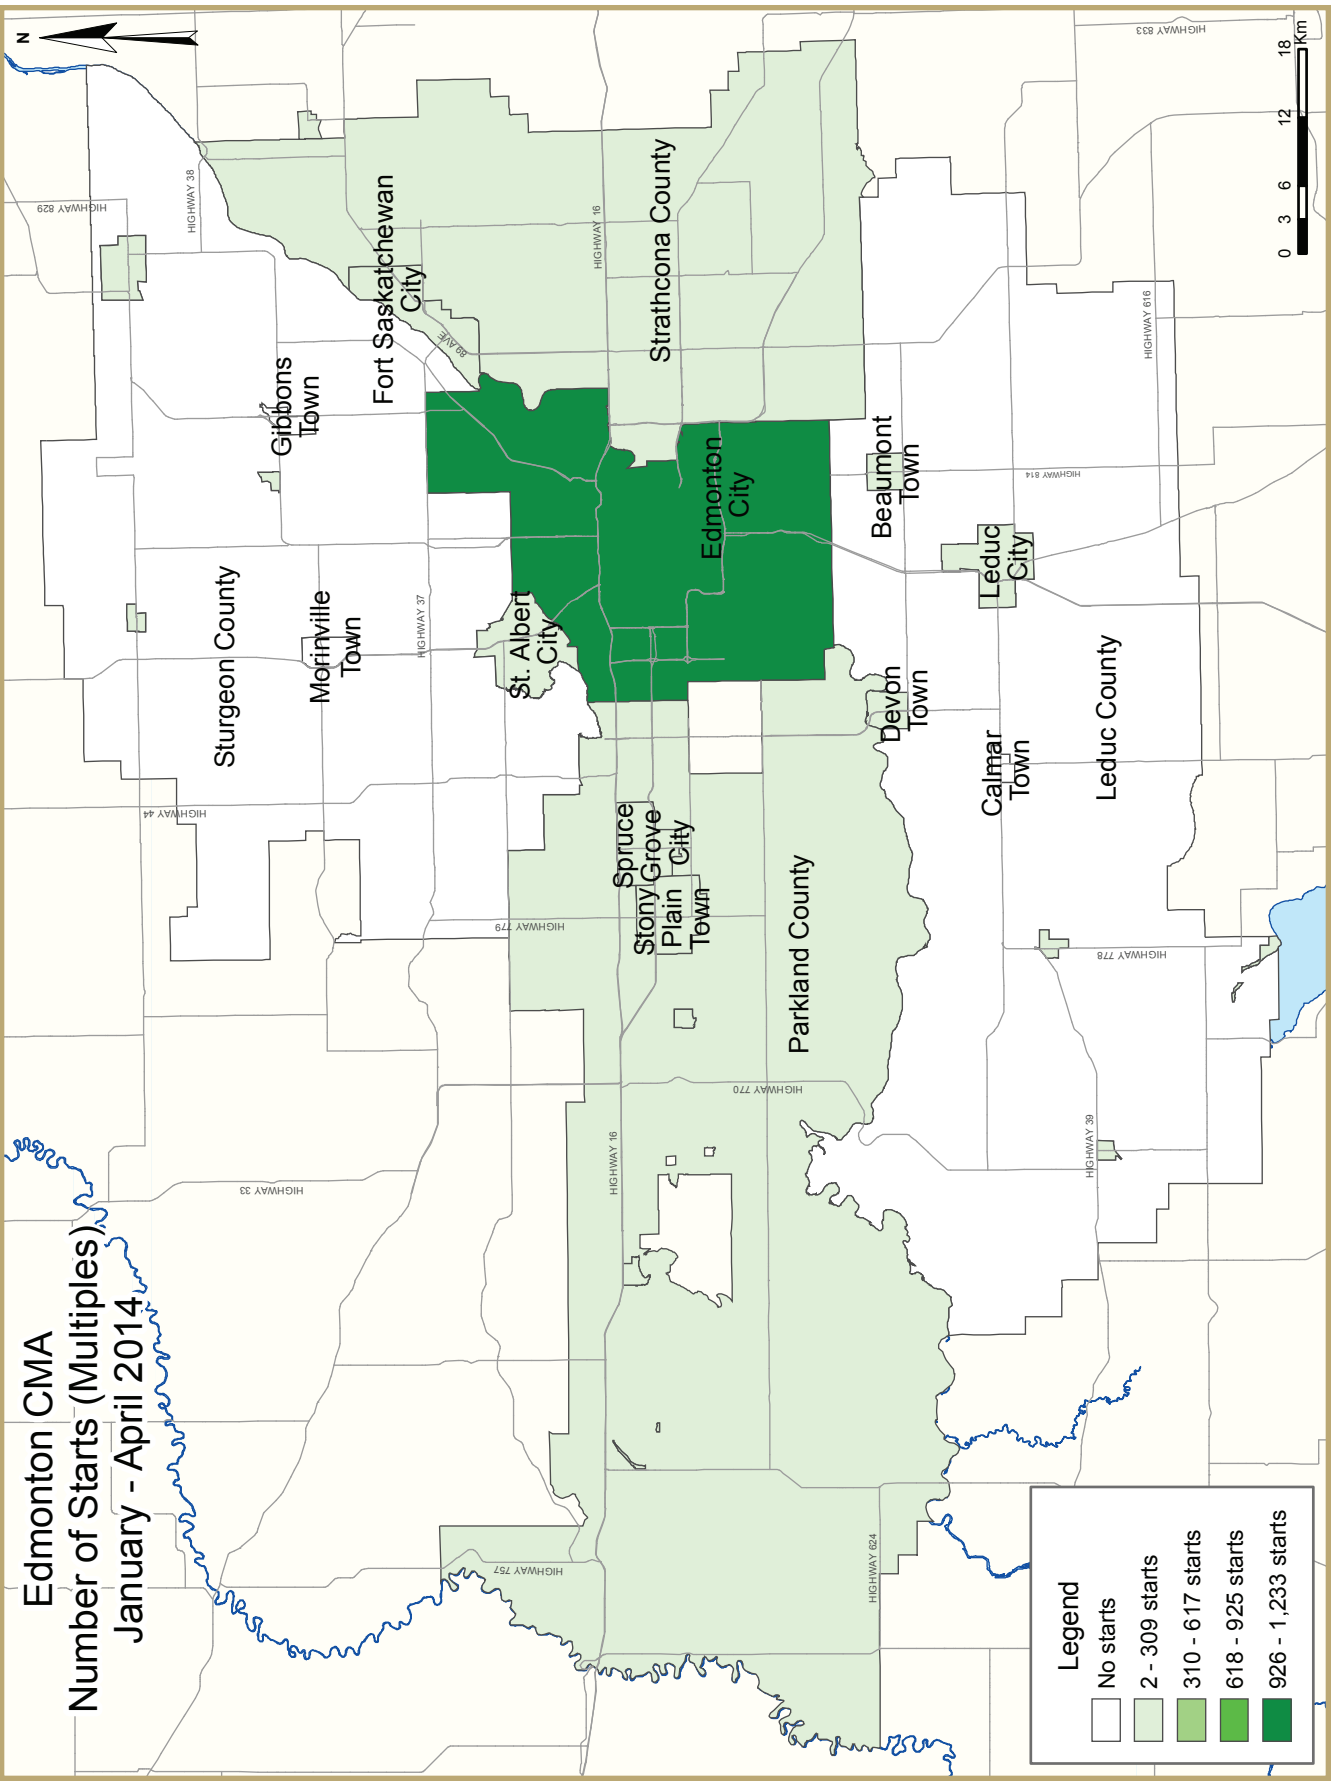 Edmonton CMA
Number of Starts (Multiples)
January - April 2014
N
HIGHWAY 829
HIGHWAY 38
HIGHWAY 833
Fort Saskatchewan
City
89 AVE
HIGHWAY 16
Strathcona County
Gibbons
Town
Edmonton
City
Beaumont
Town
HIGHWAY 814
HIGHWAY 616
Sturgeon County
Morinville
Town
HIGHWAY 37
St. Albert
City
Leduc
City
Devon
Town
Calmar
Town
Leduc County
HIGHWAY 44
HIGHWAY 779
Spruce
Grove
City
Stony
Plain
Town
Parkland County
HIGHWAY 778
HIGHWAY 770
HIGHWAY 33
HIGHWAY 16
HIGHWAY 39
HIGHWAY 757
HIGHWAY 624
0 3 6 12 18
Km
Legend
No starts
2 - 309 starts
310 - 617 starts
618 - 925 starts
926 - 1,233 starts